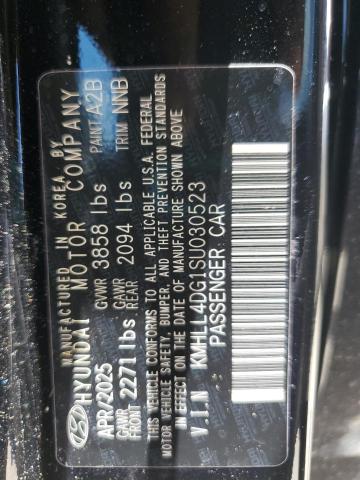 MANUFACTURED IN KOREA BY
HYUNDAI MOTOR COMPANY
APR/2025 GVWR 3858 lbs PAINT A2B
GAWR FRONT 2271 lbs GAWR REAR 2094 lbs TRIM NNB
THIS VEHICLE CONFORMS TO ALL APPLICABLE U.S.A. FEDERAL
MOTOR VEHICLE SAFETY, BUMPER, AND THEFT PREVENTION STANDARDS
IN EFFECT ON THE DATE OF MANUFACTURE SHOWN ABOVE
V.I.N KMHLL4DG1SU030523
PASSENGER CAR